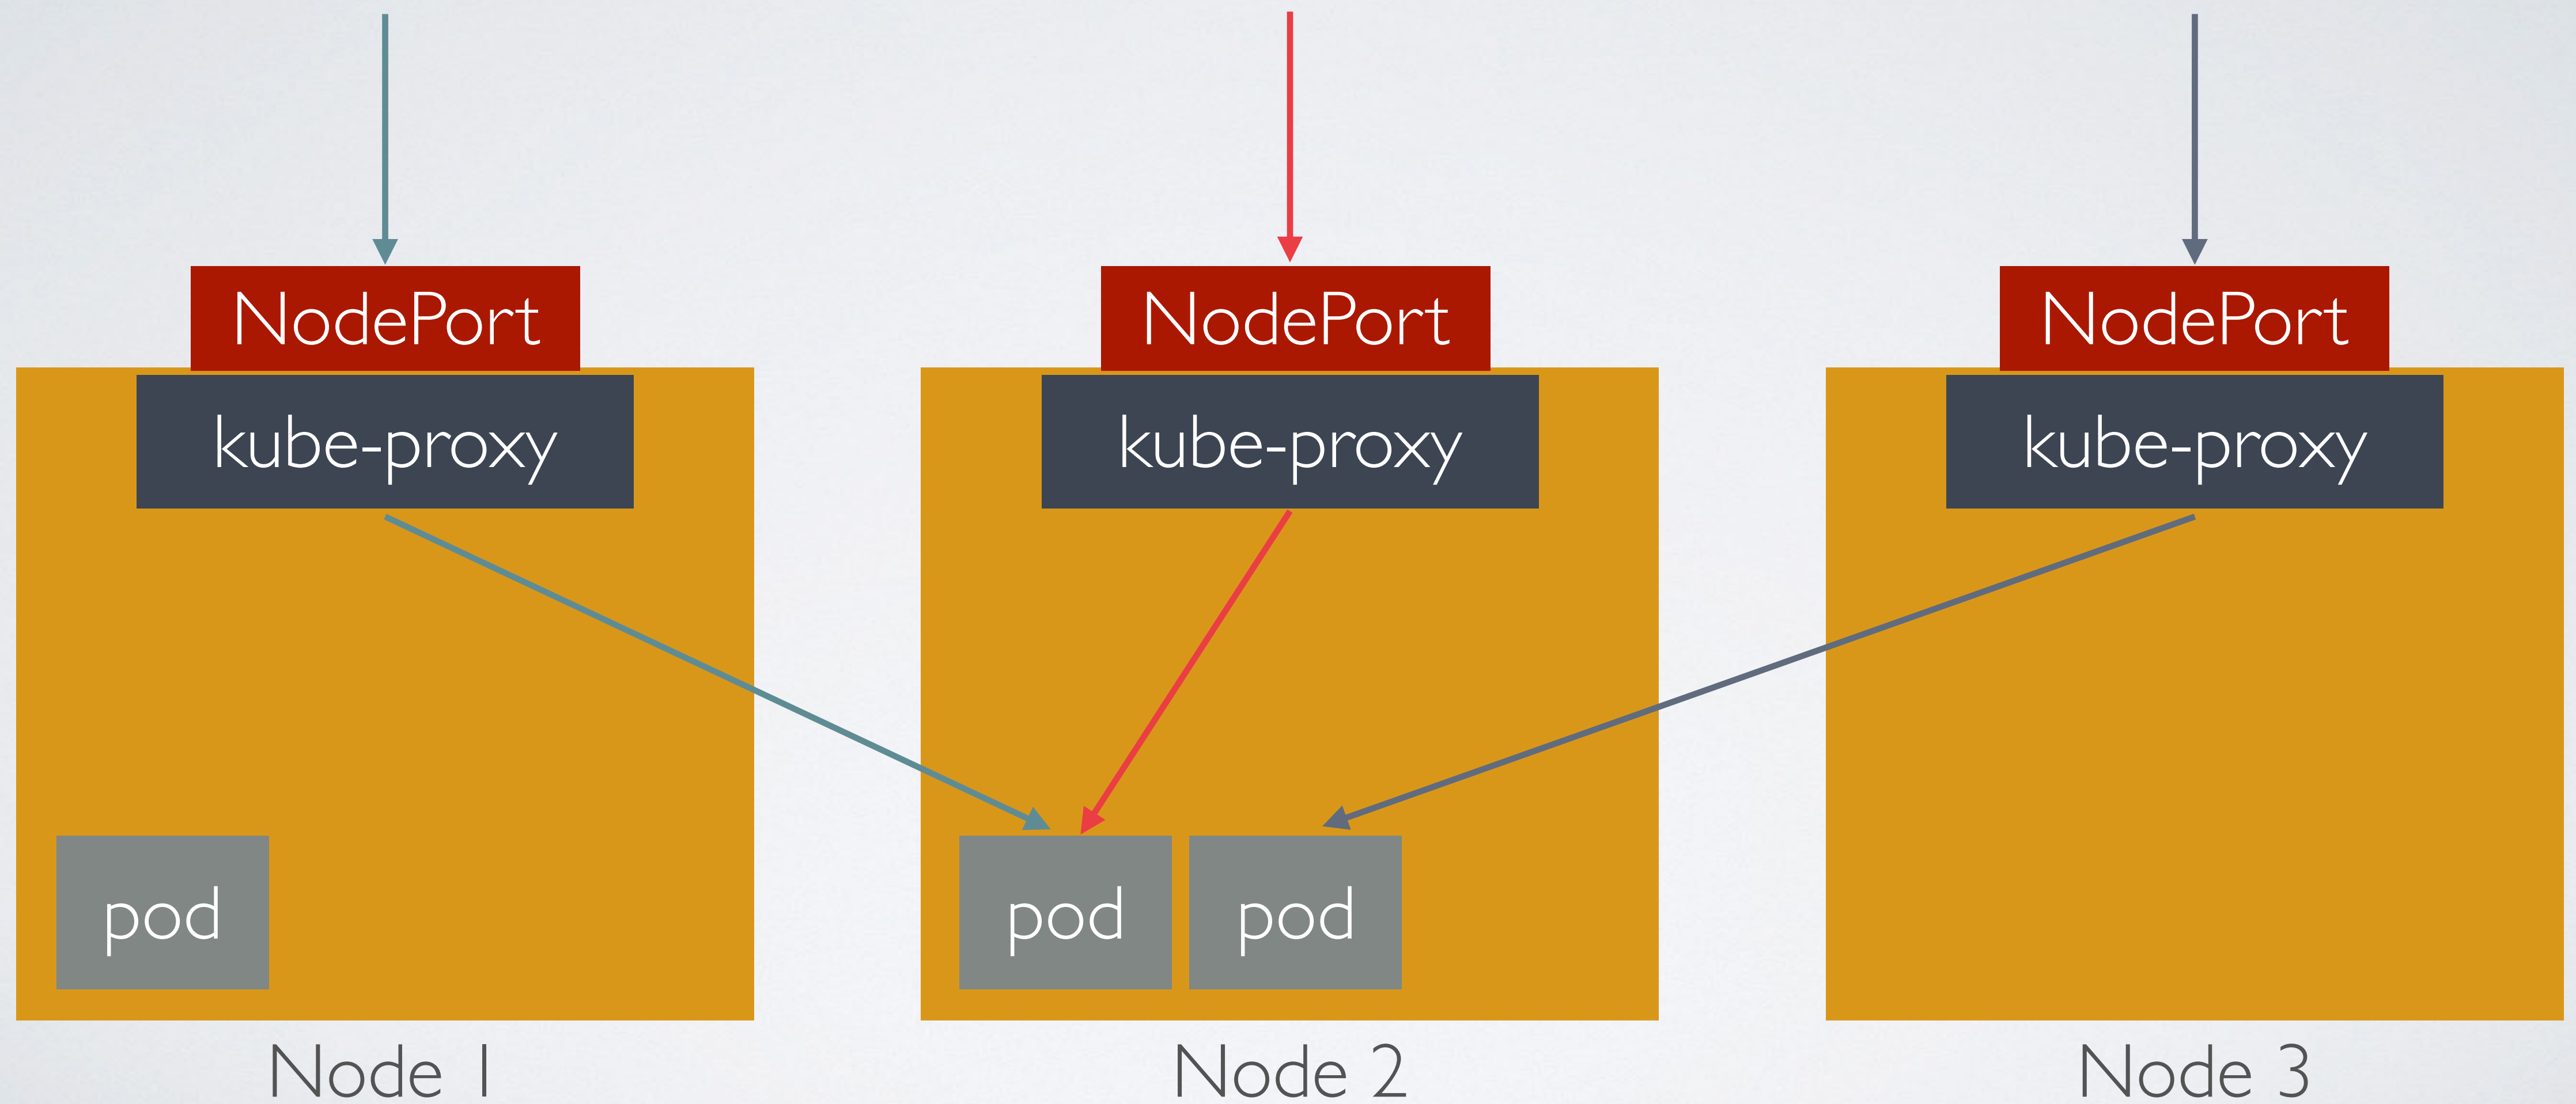 NodePort
NodePort
NodePort
kube-proxy
kube-proxy
kube-proxy
pod
pod
pod
Node 1
Node 2
Node 3